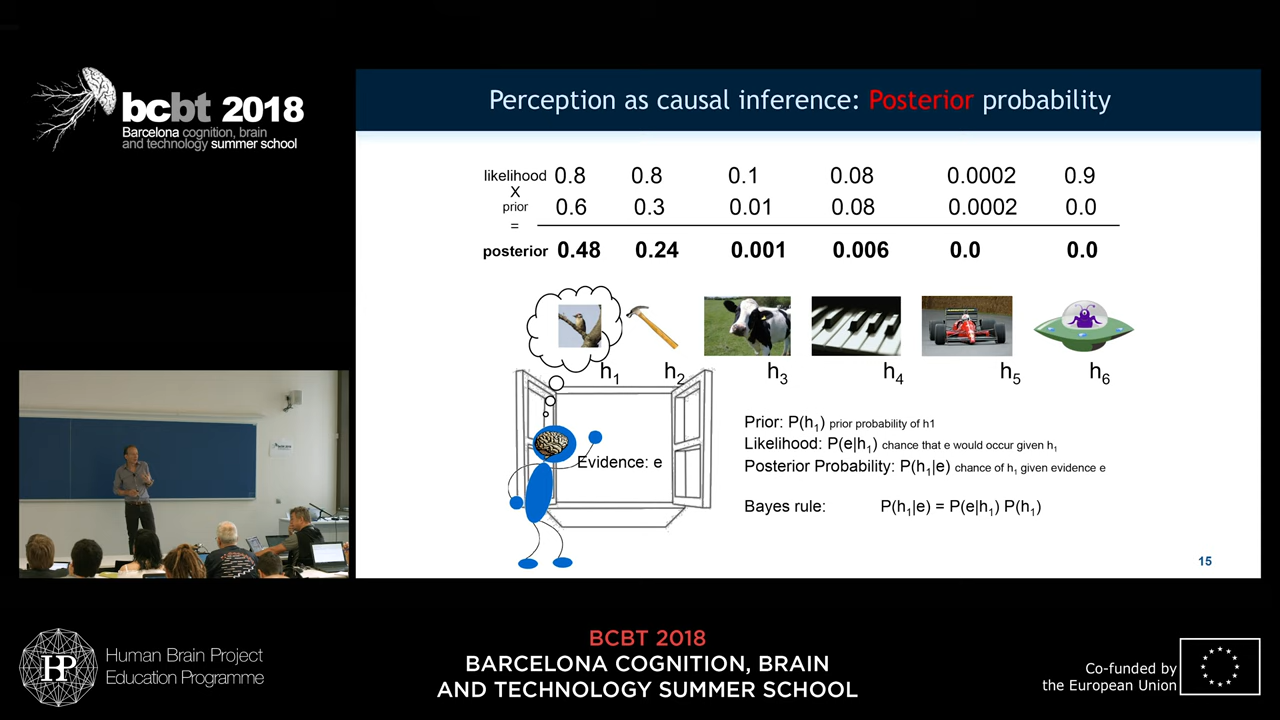 bcbt 2018
Barcelona cognition, brain
and technology summer school
Perception as causal inference: Posterior probability
likelihood 0.8 0.8 0.1 0.08 0.0002 0.9
X
prior 0.6 0.3 0.01 0.08 0.0002 0.0
=
posterior 0.48 0.24 0.001 0.006 0.0 0.0
h1 h2 h3 h4 h5 h6
Prior: P(h1) prior probability of h1
Likelihood: P(e|h1) chance that e would occur given h1
Posterior Probability: P(h1|e) chance of h1 given evidence e
Evidence: e
Bayes rule: P(h1|e) = P(e|h1) P(h1)
15
HP
Human Brain Project
Education Programme
BCBT 2018
BARCELONA COGNITION, BRAIN
AND TECHNOLOGY SUMMER SCHOOL
Co-funded by
the European Union